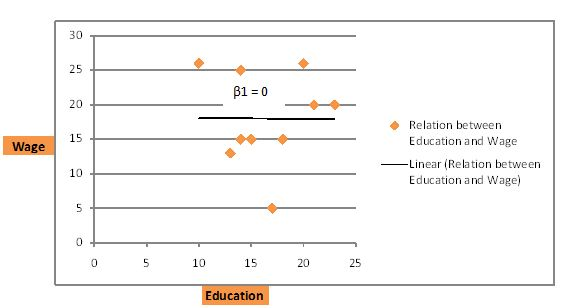 30
25
20
15
10
5
0
β1 = 0
Wage
0 5 10 15 20 25
Education
Relation between
Education and Wage
Linear (Relation between
Education and Wage)